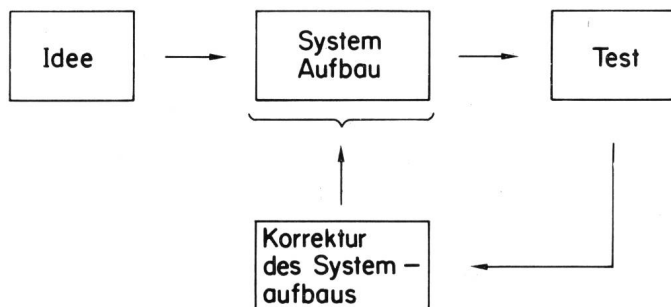 Idee
System
Aufbau
Test
Korrektur
des System –
aufbaus